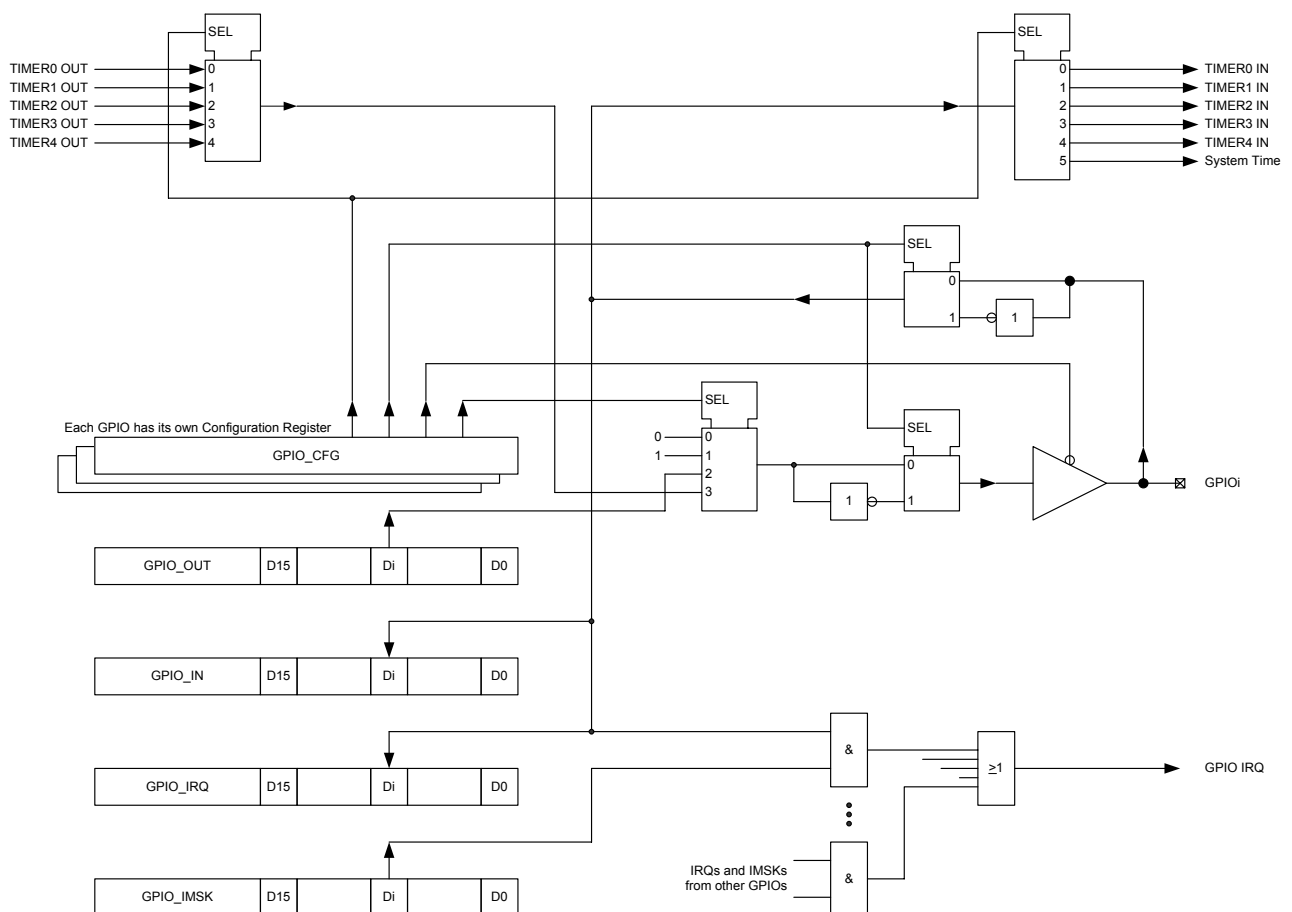 SEL
SEL
TIMER0 OUT
0
0
TIMER0 IN
TIMER1 OUT
1
1
TIMER1 IN
TIMER2 OUT
2
2
TIMER2 IN
TIMER3 OUT
3
3
TIMER3 IN
TIMER4 OUT
4
4
TIMER4 IN
5
System Time
SEL
0
1
1
SEL
Each GPIO has its own Configuration Register
GPIO_CFG
0
0
1
1
2
3
SEL
0
1
1
GPIOi
GPIO_OUT
D15
Di
D0
GPIO_IN
D15
Di
D0
GPIO_IRQ
D15
Di
D0
&
≥1
GPIO IRQ
GPIO_IMSK
D15
Di
D0
IRQs and IMSKs
from other GPIOs
&